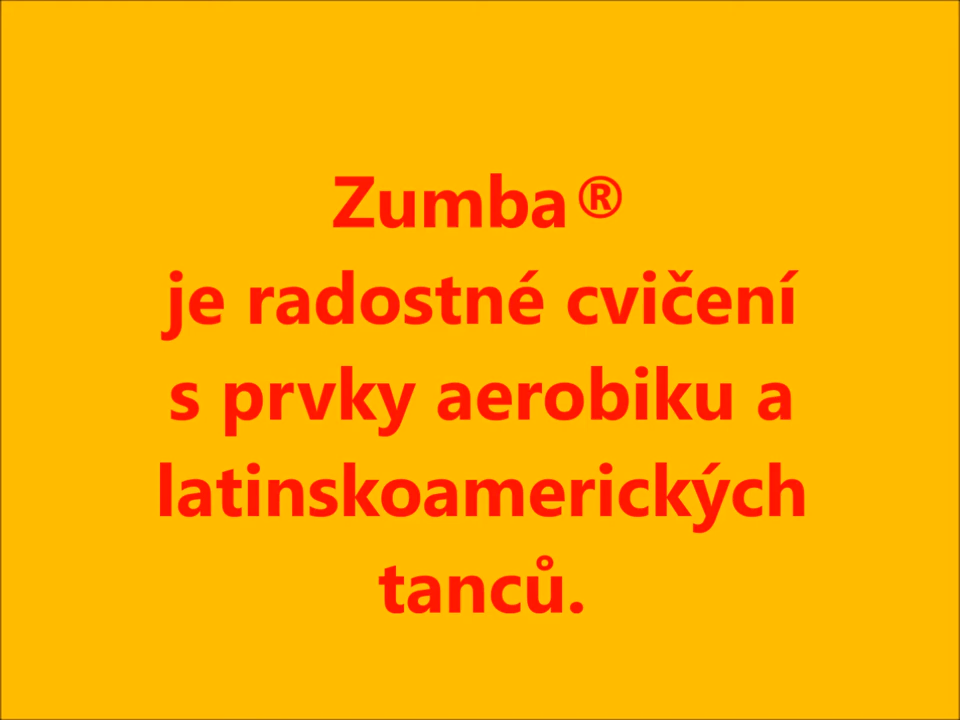 Zumba®
je radostné cvičení
s prvky aerobiku a
latinskoamerických
tanců.